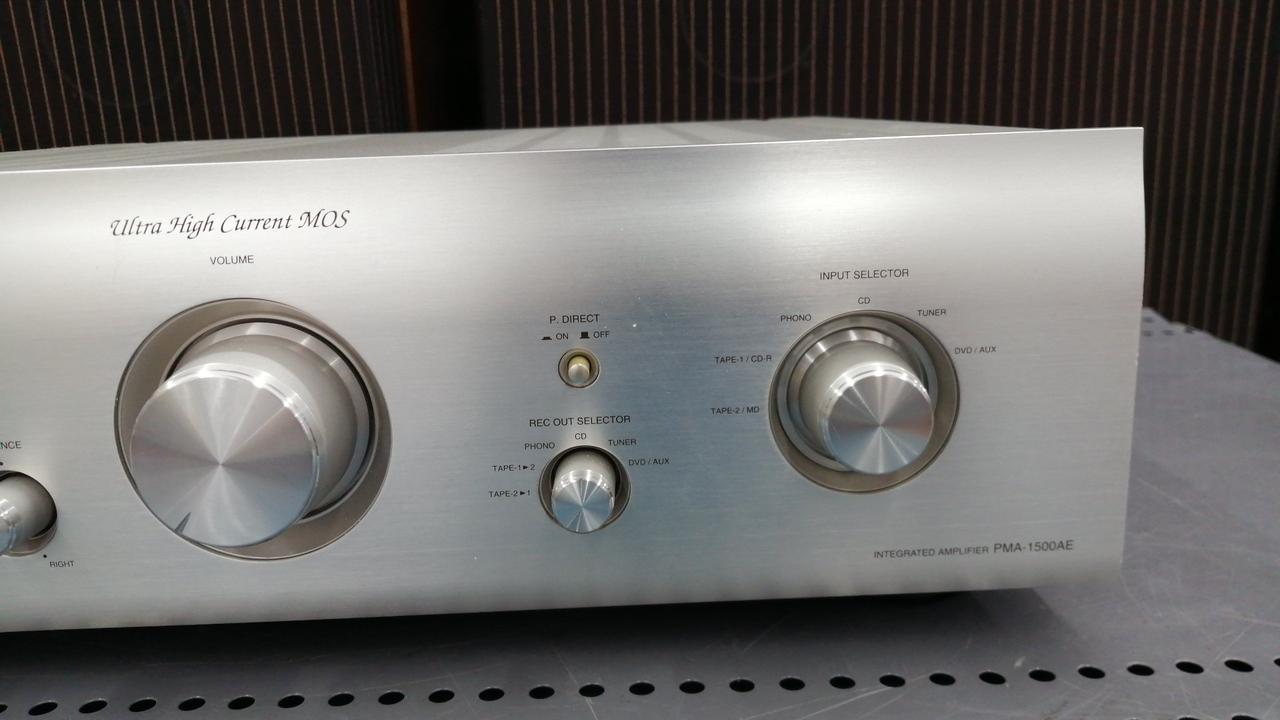 Ultra High Current MOS
VOLUME
NCE
RIGHT
P. DIRECT
ON OFF
REC OUT SELECTOR
CD
PHONO TUNER
TAPE-1►2 DVD / AUX
TAPE-2►1
INPUT SELECTOR
CD
PHONO TUNER
TAPE-1 / CD-R DVD / AUX
TAPE-2 / MD
INTEGRATED AMPLIFIER PMA-1500AE